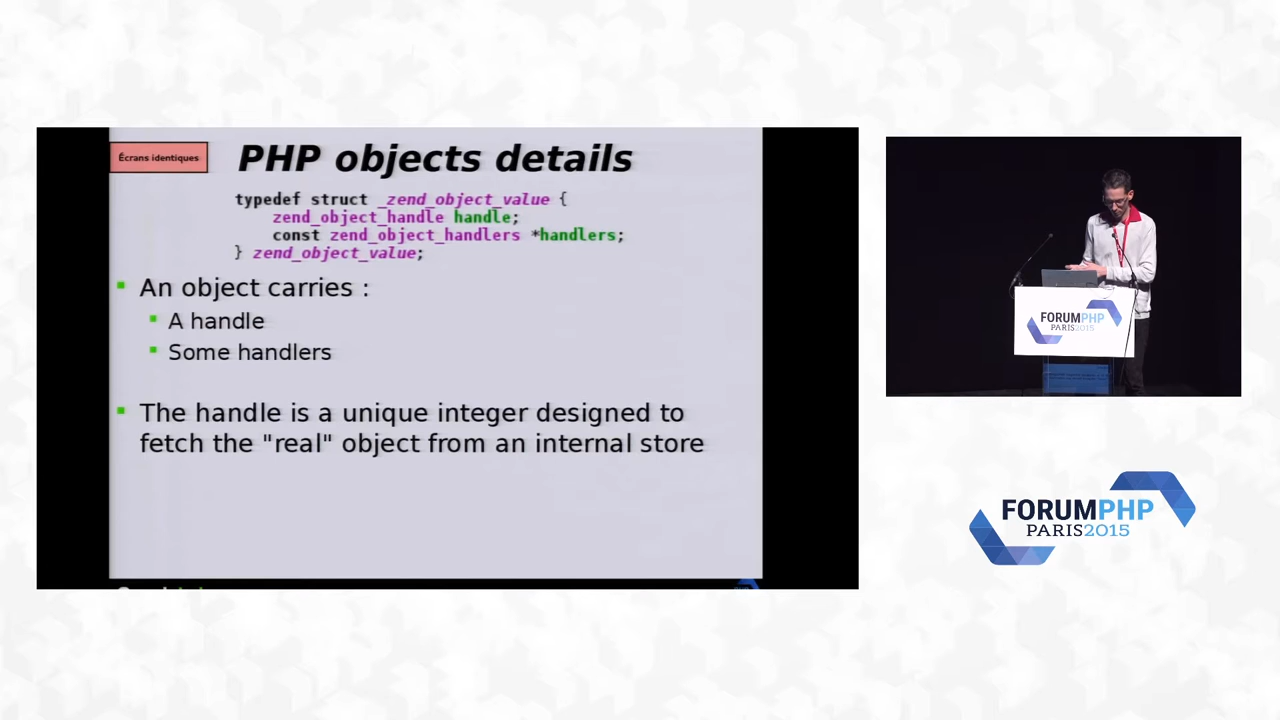 Écrans identiques
PHP objects details
typedef struct _zend_object_value {
zend_object_handle handle;
const zend_object_handlers *handlers;
} zend_object_value;
An object carries :
A handle
Some handlers
The handle is a unique integer designed to
fetch the "real" object from an internal store
FORUMPHP
PARIS2015
FORUMPHP
PARIS2015